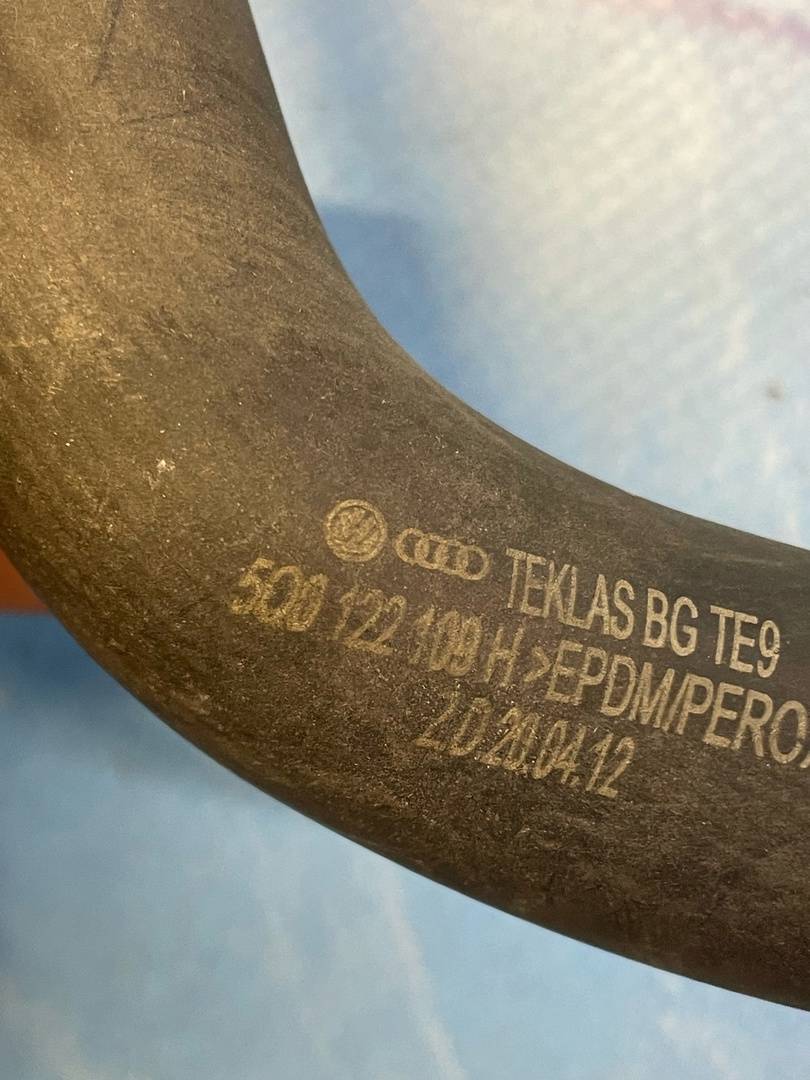 TEKLAS BG TE9
5Q0 122 109 H >EPDM/PERO
2.D 20.04.12